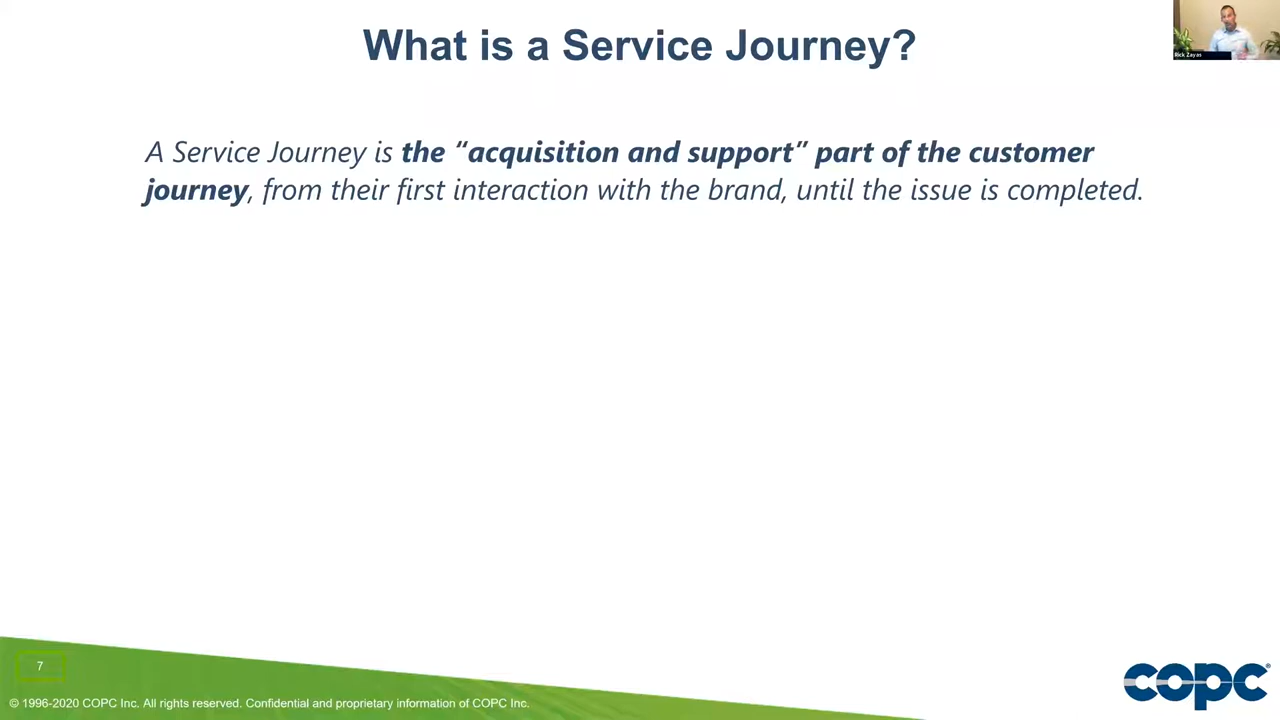 What is a Service Journey?
Rick Zayas
A Service Journey is the “acquisition and support” part of the customer
journey, from their first interaction with the brand, until the issue is completed.
7
© 1996-2020 COPC Inc. All rights reserved. Confidential and proprietary information of COPC Inc.
copc®